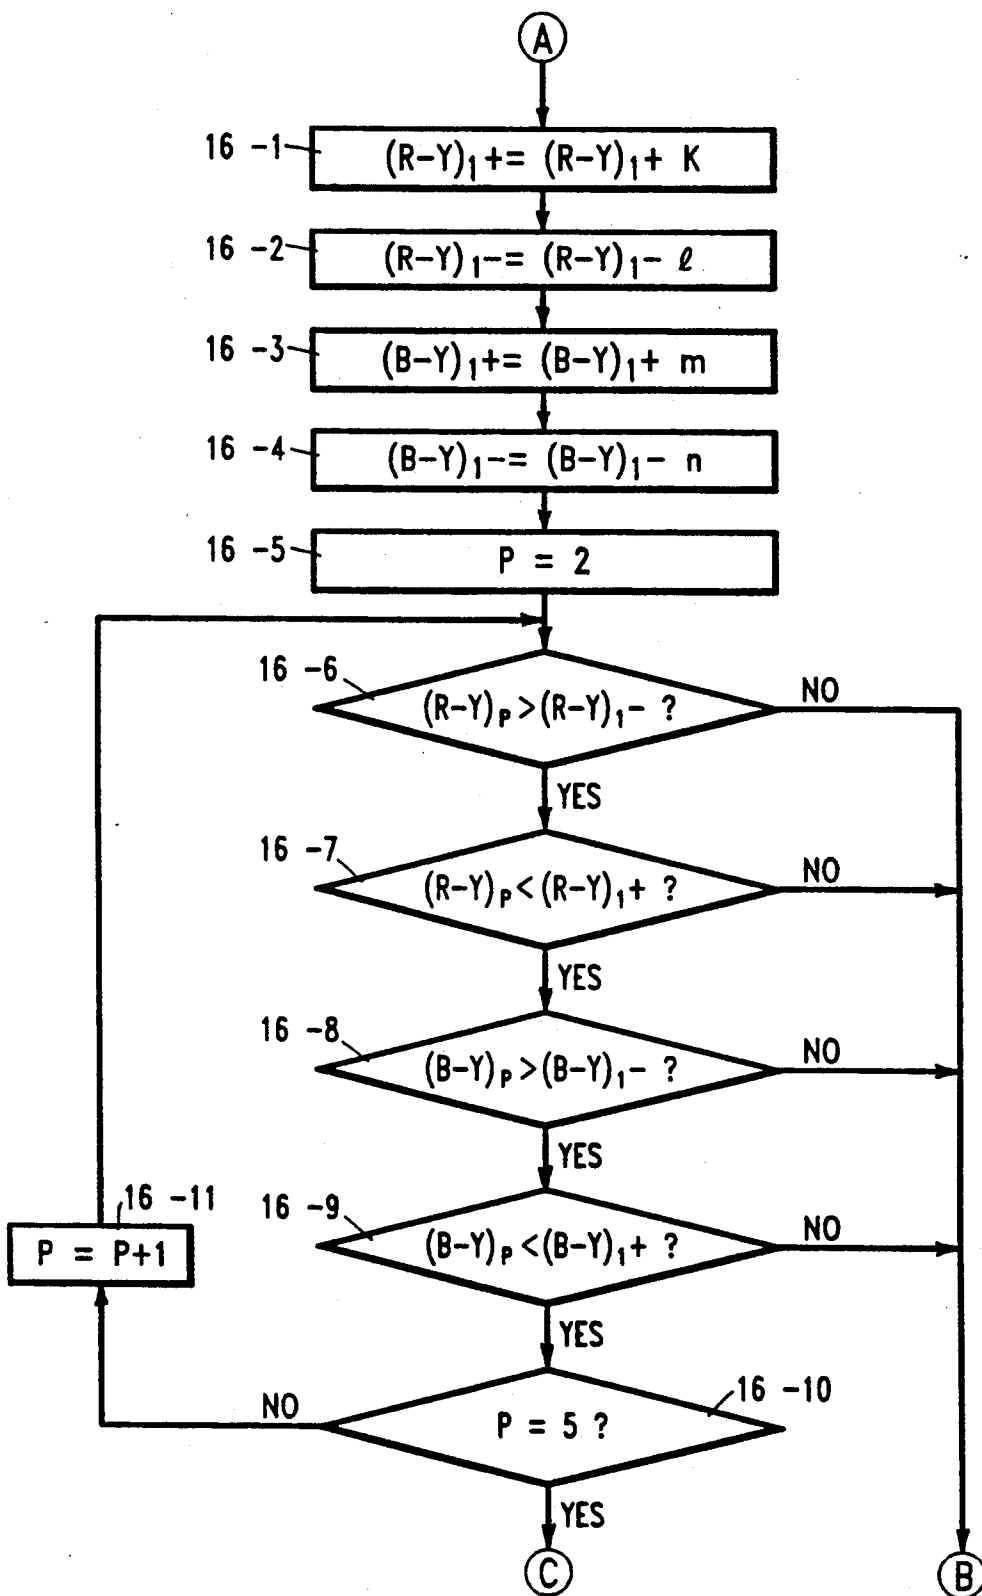 A
16 -1
(R-Y)₁+= (R-Y)₁+ K
16 -2
(R-Y)₁-= (R-Y)₁- ℓ
16 -3
(B-Y)₁+= (B-Y)₁+ m
16 -4
(B-Y)₁-= (B-Y)₁- n
16 -5
P = 2
16 -6
(R-Y)ₚ>(R-Y)₁- ?
NO
YES
16 -7
(R-Y)ₚ<(R-Y)₁+ ?
NO
YES
16 -8
(B-Y)ₚ>(B-Y)₁- ?
NO
YES
16 -9
(B-Y)ₚ<(B-Y)₁+ ?
NO
YES
16 -11
P = P+1
16 -10
P = 5 ?
NO
YES
C
B